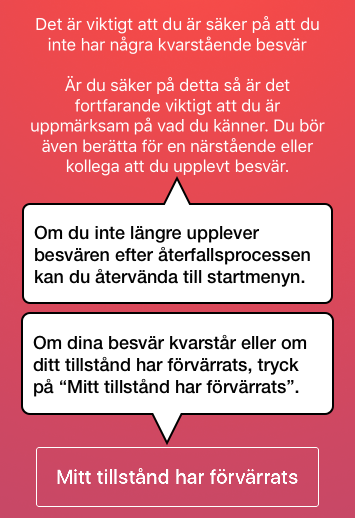 Det är viktigt att du är säker på att du
inte har några kvarstående besvär
Är du säker på detta så är det
fortfarande viktigt att du är
uppmärksam på vad du känner. Du bör
även berätta för en närstående eller
kollega att du upplevt besvär.
Om du inte längre upplever
besvären efter återfallsprocessen
kan du återvända till startmenyn.
Om dina besvär kvarstår eller om
ditt tillstånd har förvärrats, tryck
på “Mitt tillstånd har förvärrats”.
Mitt tillstånd har förvärrats